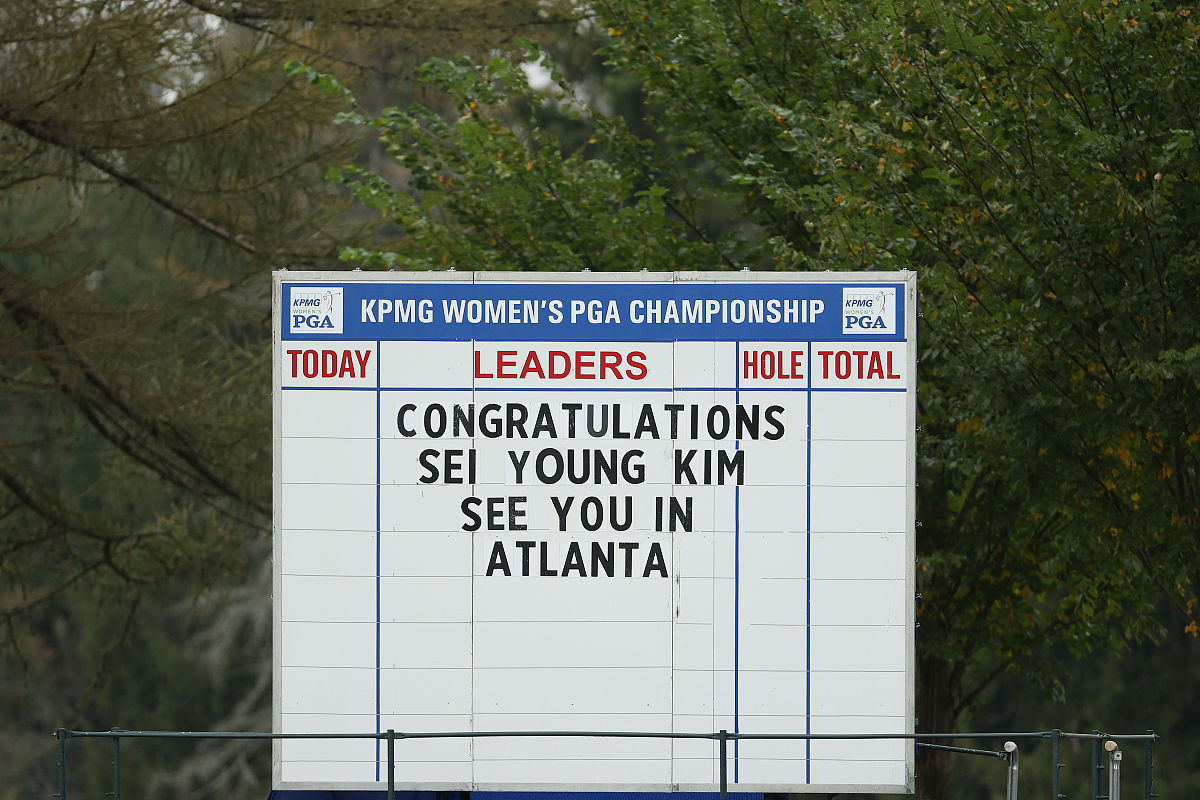 KPMG
WOMEN'S
PGA
KPMG WOMEN'S PGA CHAMPIONSHIP
KPMG
WOMEN'S
PGA
TODAY LEADERS HOLE TOTAL
CONGRATULATIONS
SEI YOUNG KIM
SEE YOU IN
ATLANTA